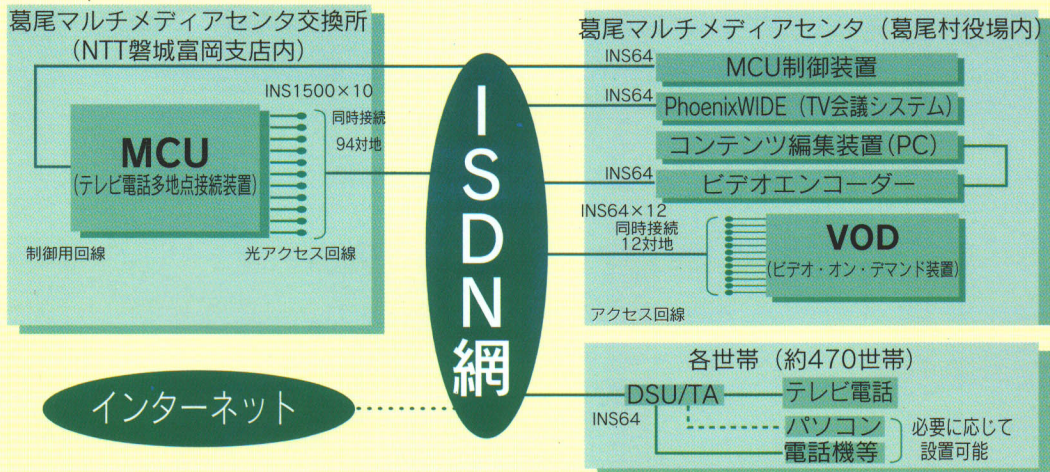 葛尾マルチメディアセンタ交換所
（NTT磐城富岡支店内）
INS1500×10
同時接続
94対地
MCU
（テレビ電話多地点接続装置）
制御用回線
光アクセス回線
ISDN網
インターネット
葛尾マルチメディアセンタ（葛尾村役場内）
INS64
MCU制御装置
INS64
PhoenixWIDE（TV会議システム）
コンテンツ編集装置（PC）
INS64
ビデオエンコーダー
INS64×12
同時接続
12対地
VOD
（ビデオ・オン・デマンド装置）
アクセス回線
各世帯（約470世帯）
DSU/TA
テレビ電話
INS64
パソコン
電話機等
必要に応じて
設置可能